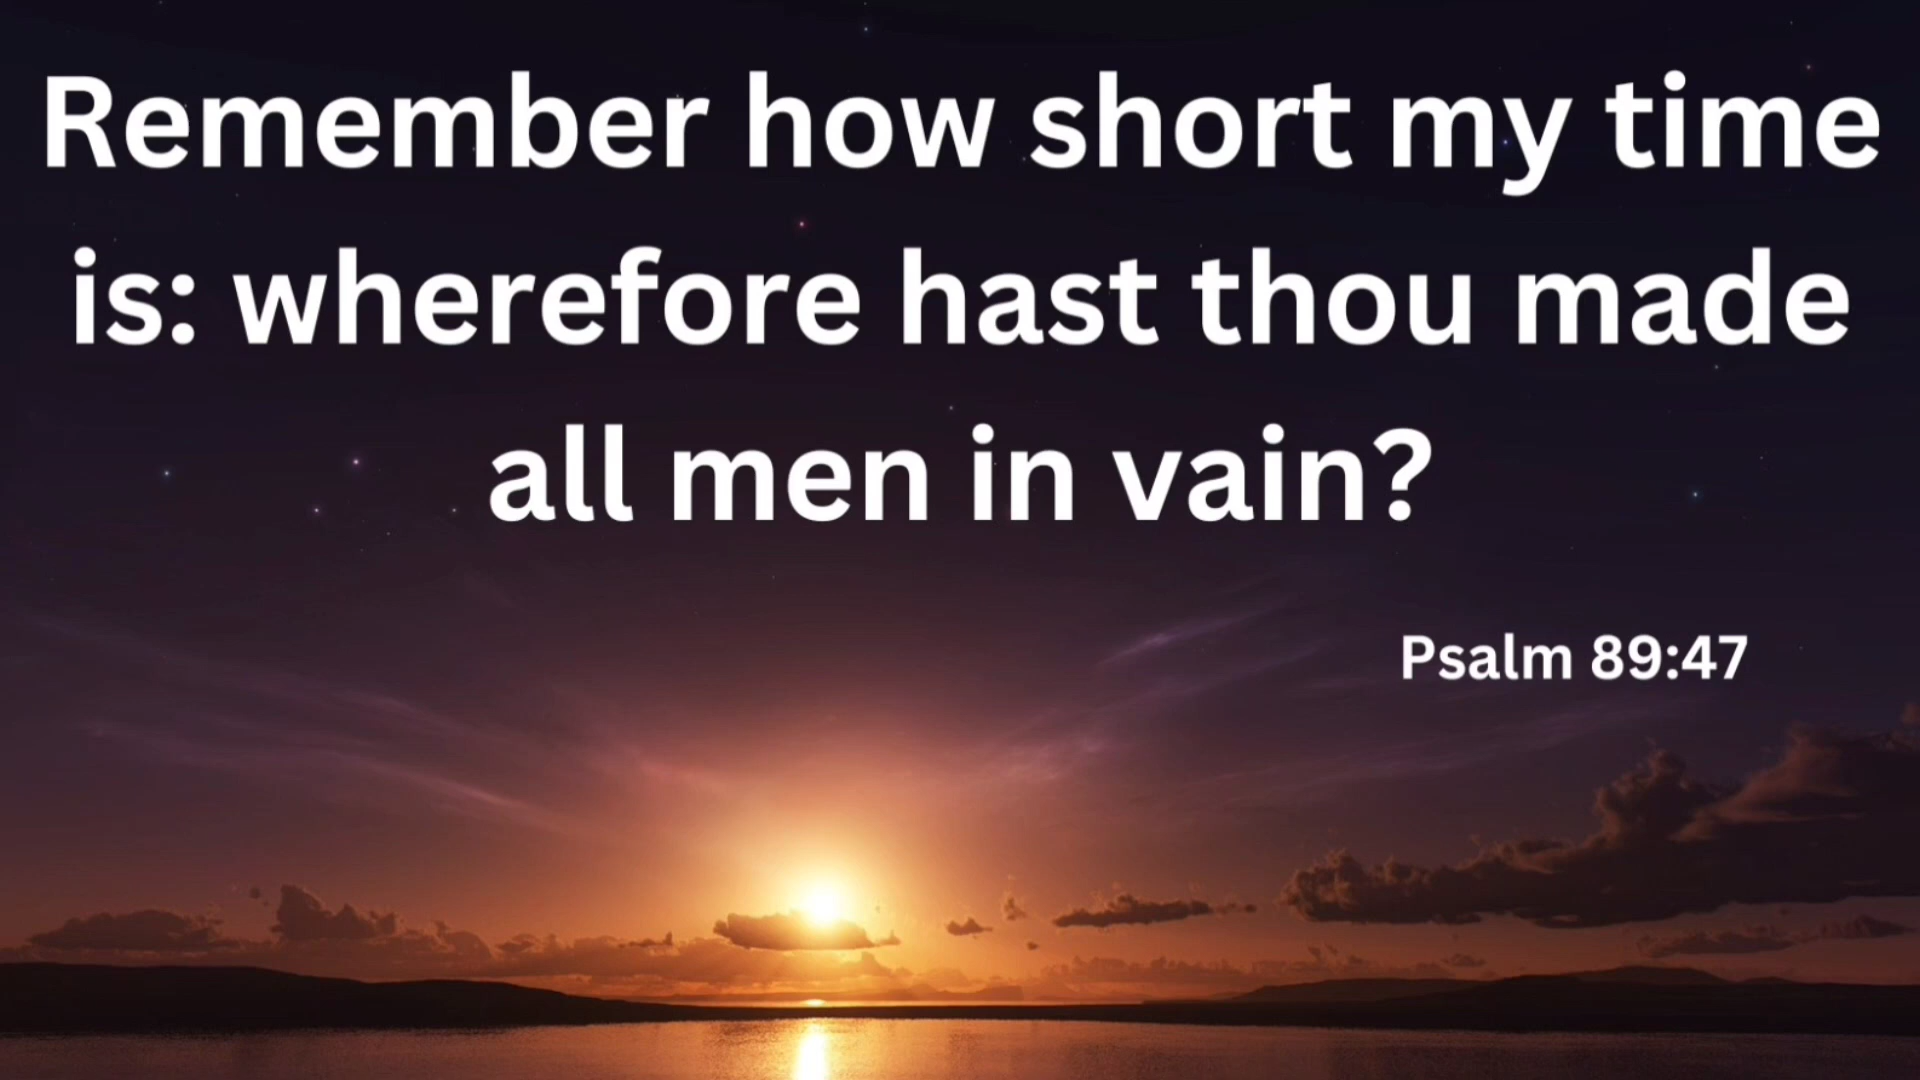 Remember how short my time
is: wherefore hast thou made
all men in vain?
Psalm 89:47